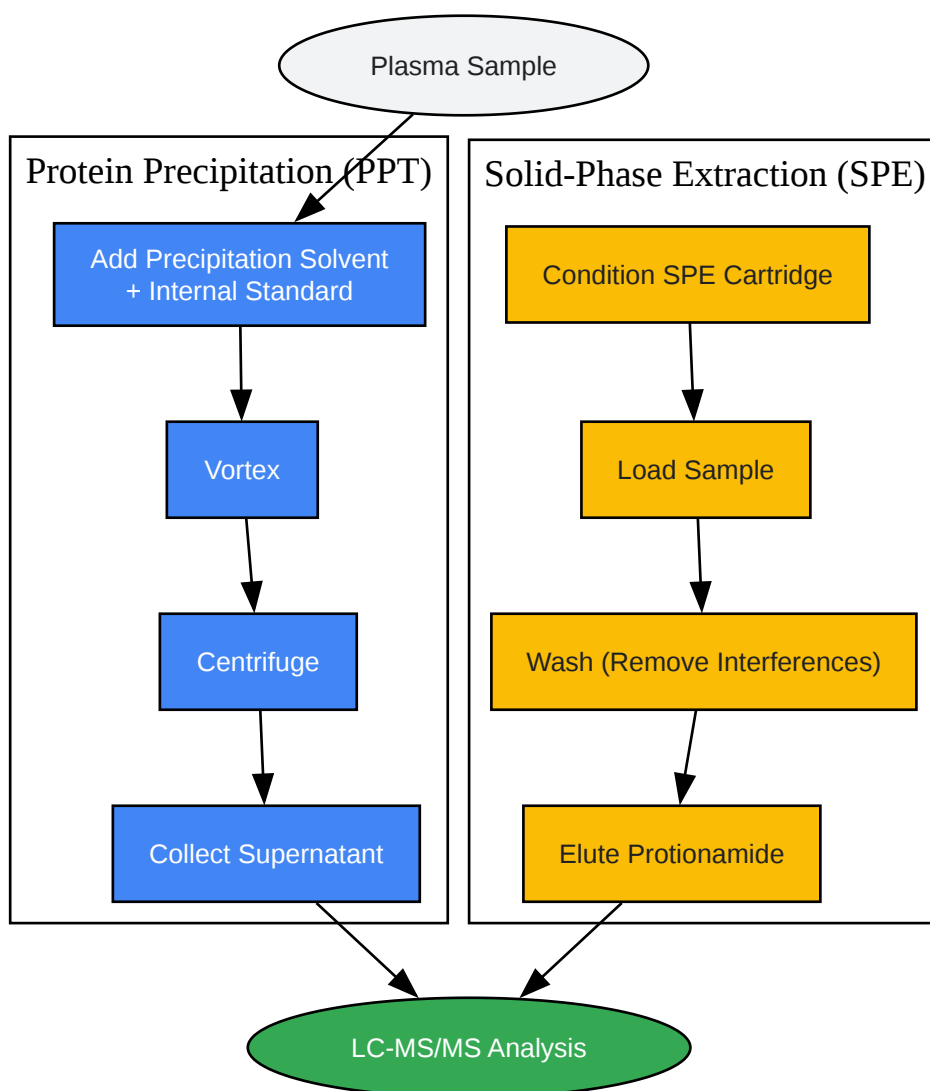 Plasma Sample
Protein Precipitation (PPT)
Add Precipitation Solvent
+ Internal Standard
Vortex
Centrifuge
Collect Supernatant
Solid-Phase Extraction (SPE)
Condition SPE Cartridge
Load Sample
Wash (Remove Interferences)
Elute Protionamide
LC-MS/MS Analysis